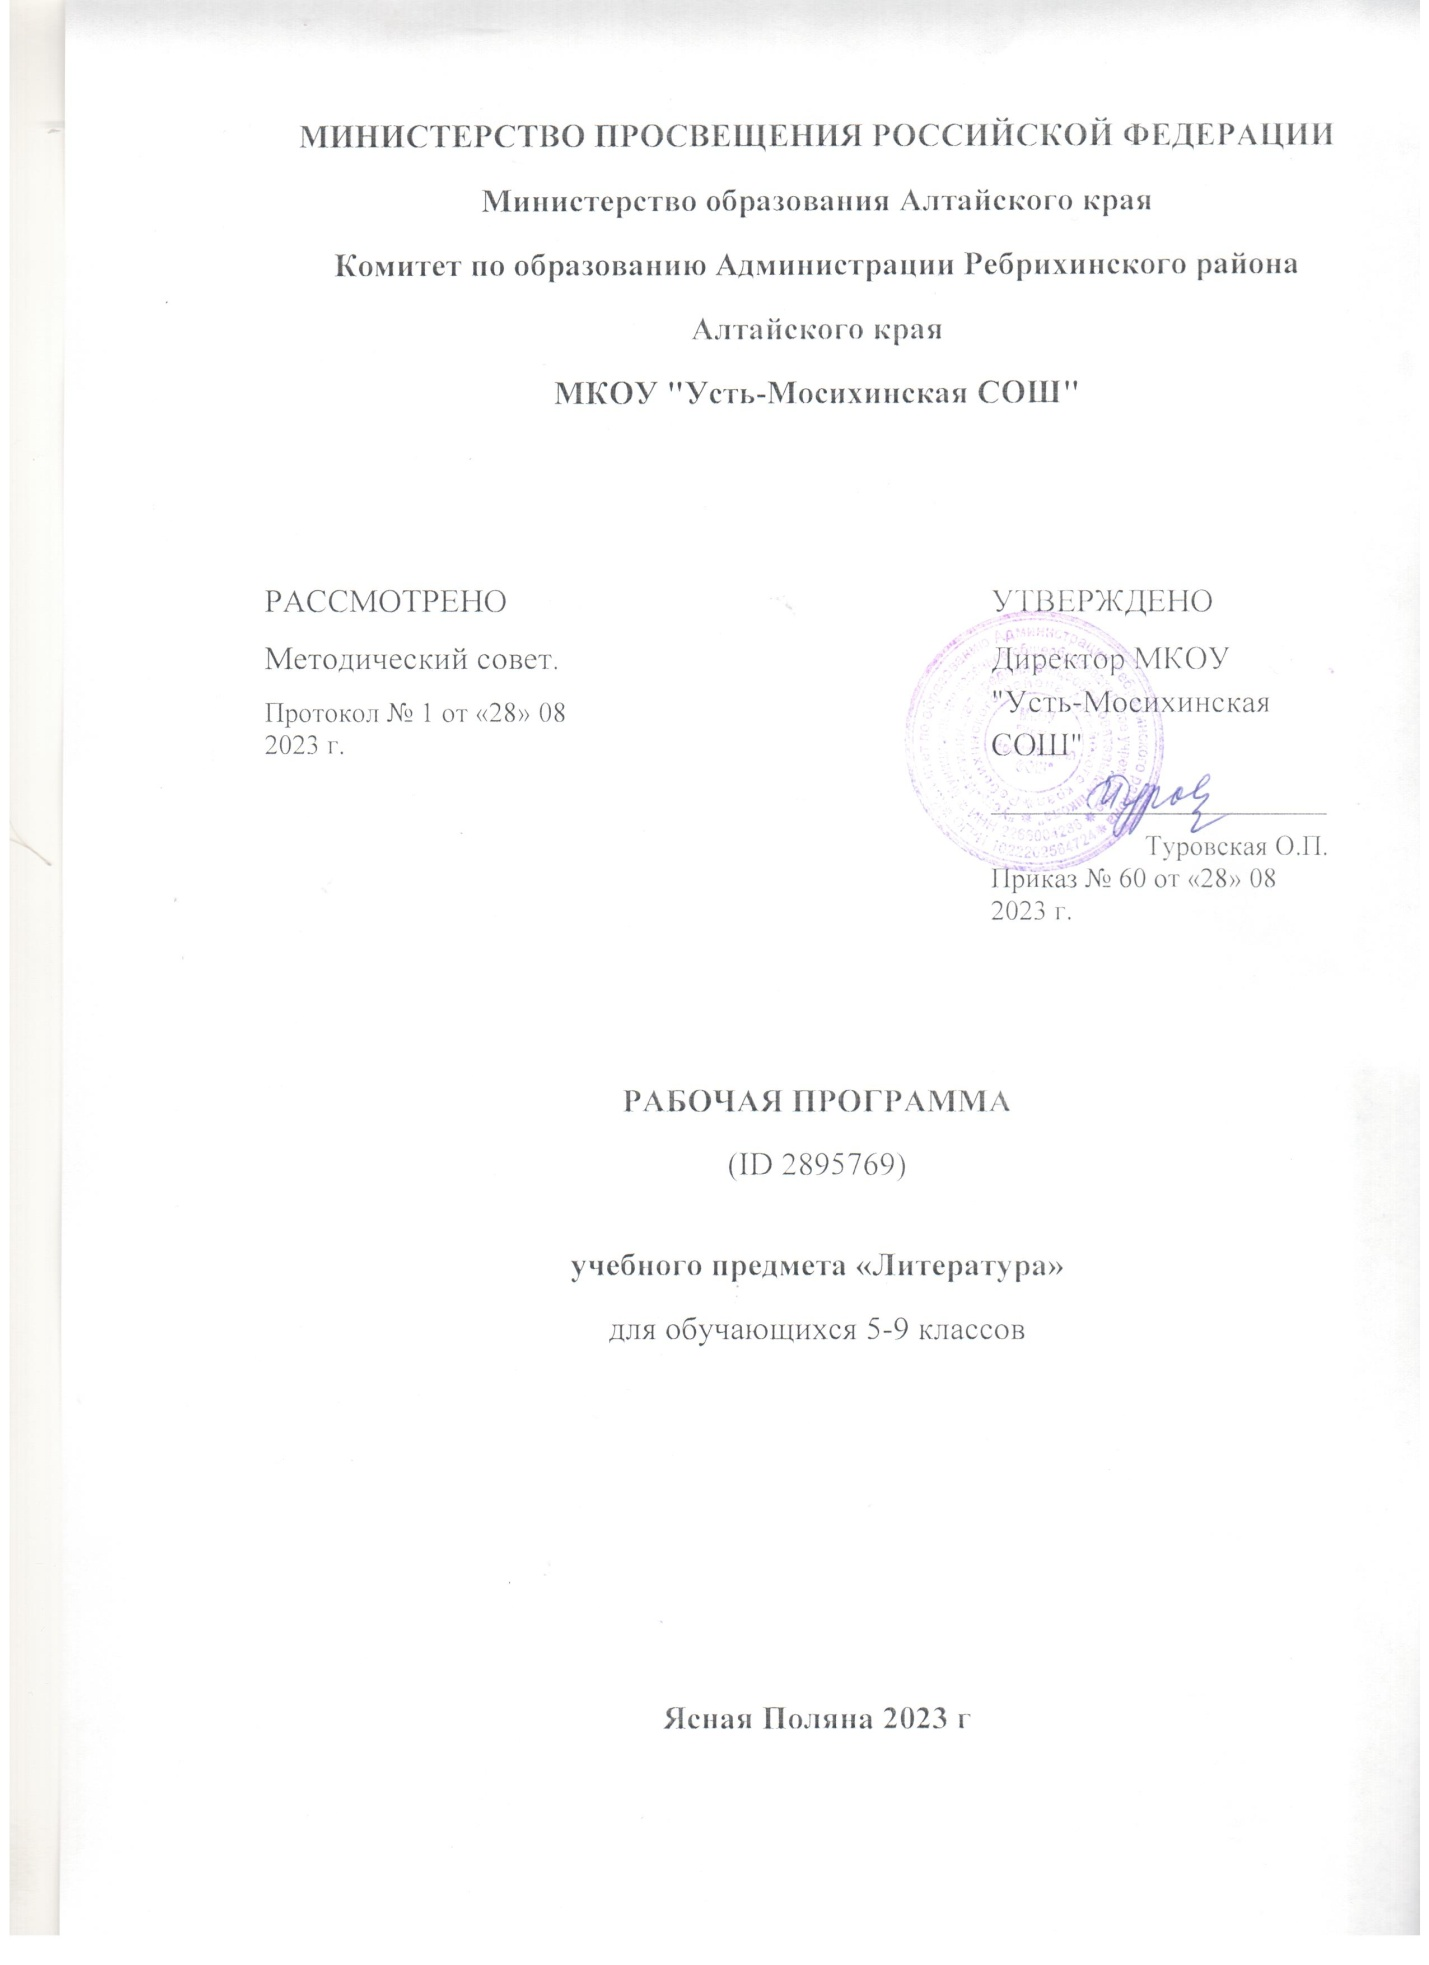 МИНИСТЕРСТВО ПРОСВЕЩЕНИЯ РОССИЙСКОЙ ФЕДЕРАЦИИ
Министерство образования Алтайского края
Комитет по образованию Администрации Ребрихинского района
Алтайского края
МКОУ "Усть-Мосихинская СОШ"
РАССМОТРЕНО
Методический совет.
Протокол № 1 от «28» 08
2023 г.
УТВЕРЖДЕНО
Директор МКОУ
"Усть-Мосихинская
СОШ"
Туровская О.П.
Приказ № 60 от «28» 08
2023 г.
РАБОЧАЯ ПРОГРАММА
(ID 2895769)
учебного предмета «Литература»
для обучающихся 5-9 классов
Ясная Поляна 2023 г